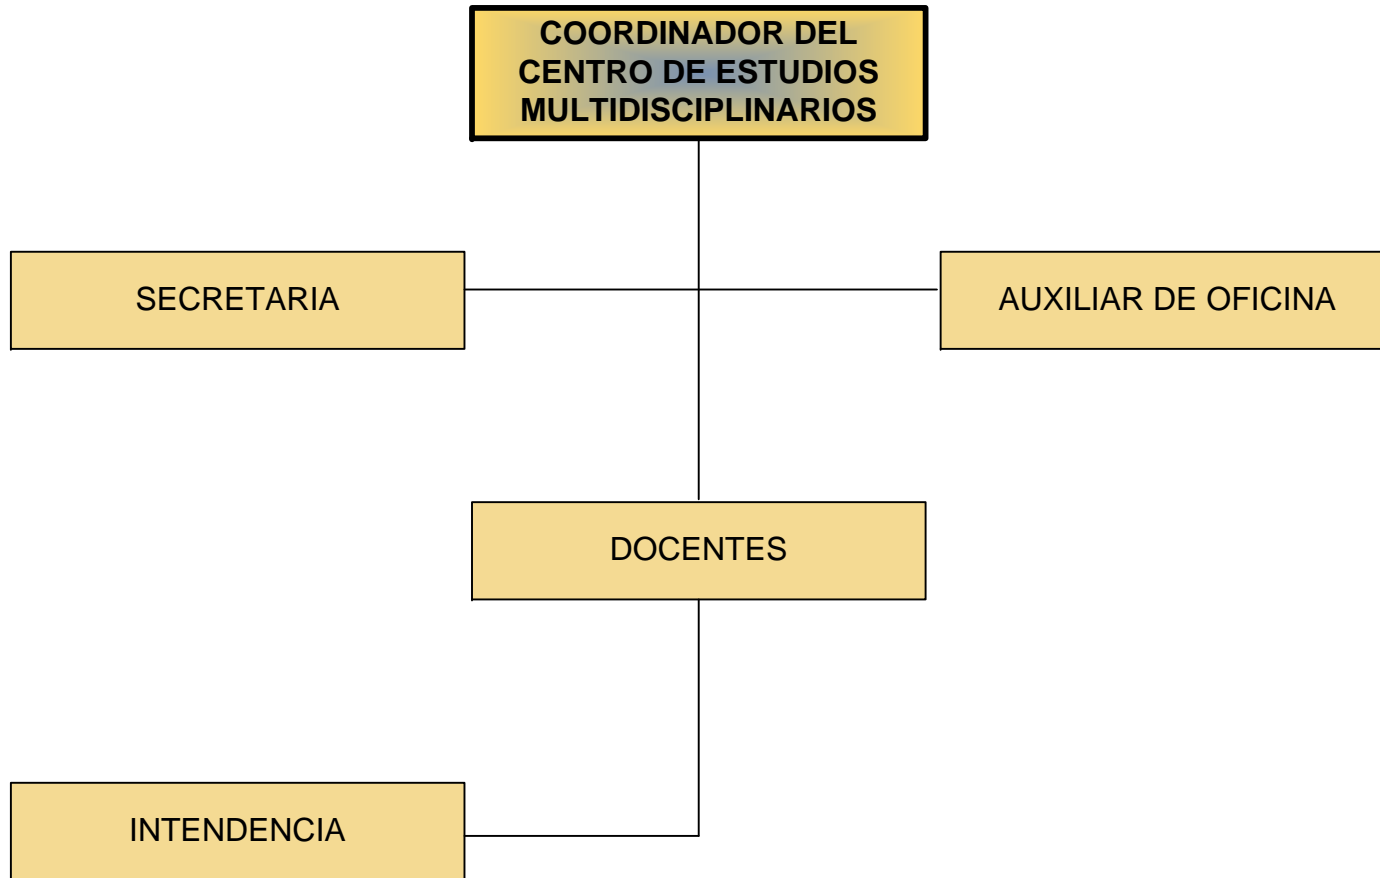 COORDINADOR DEL
CENTRO DE ESTUDIOS
MULTIDISCIPLINARIOS
SECRETARIA
AUXILIAR DE OFICINA
DOCENTES
INTENDENCIA